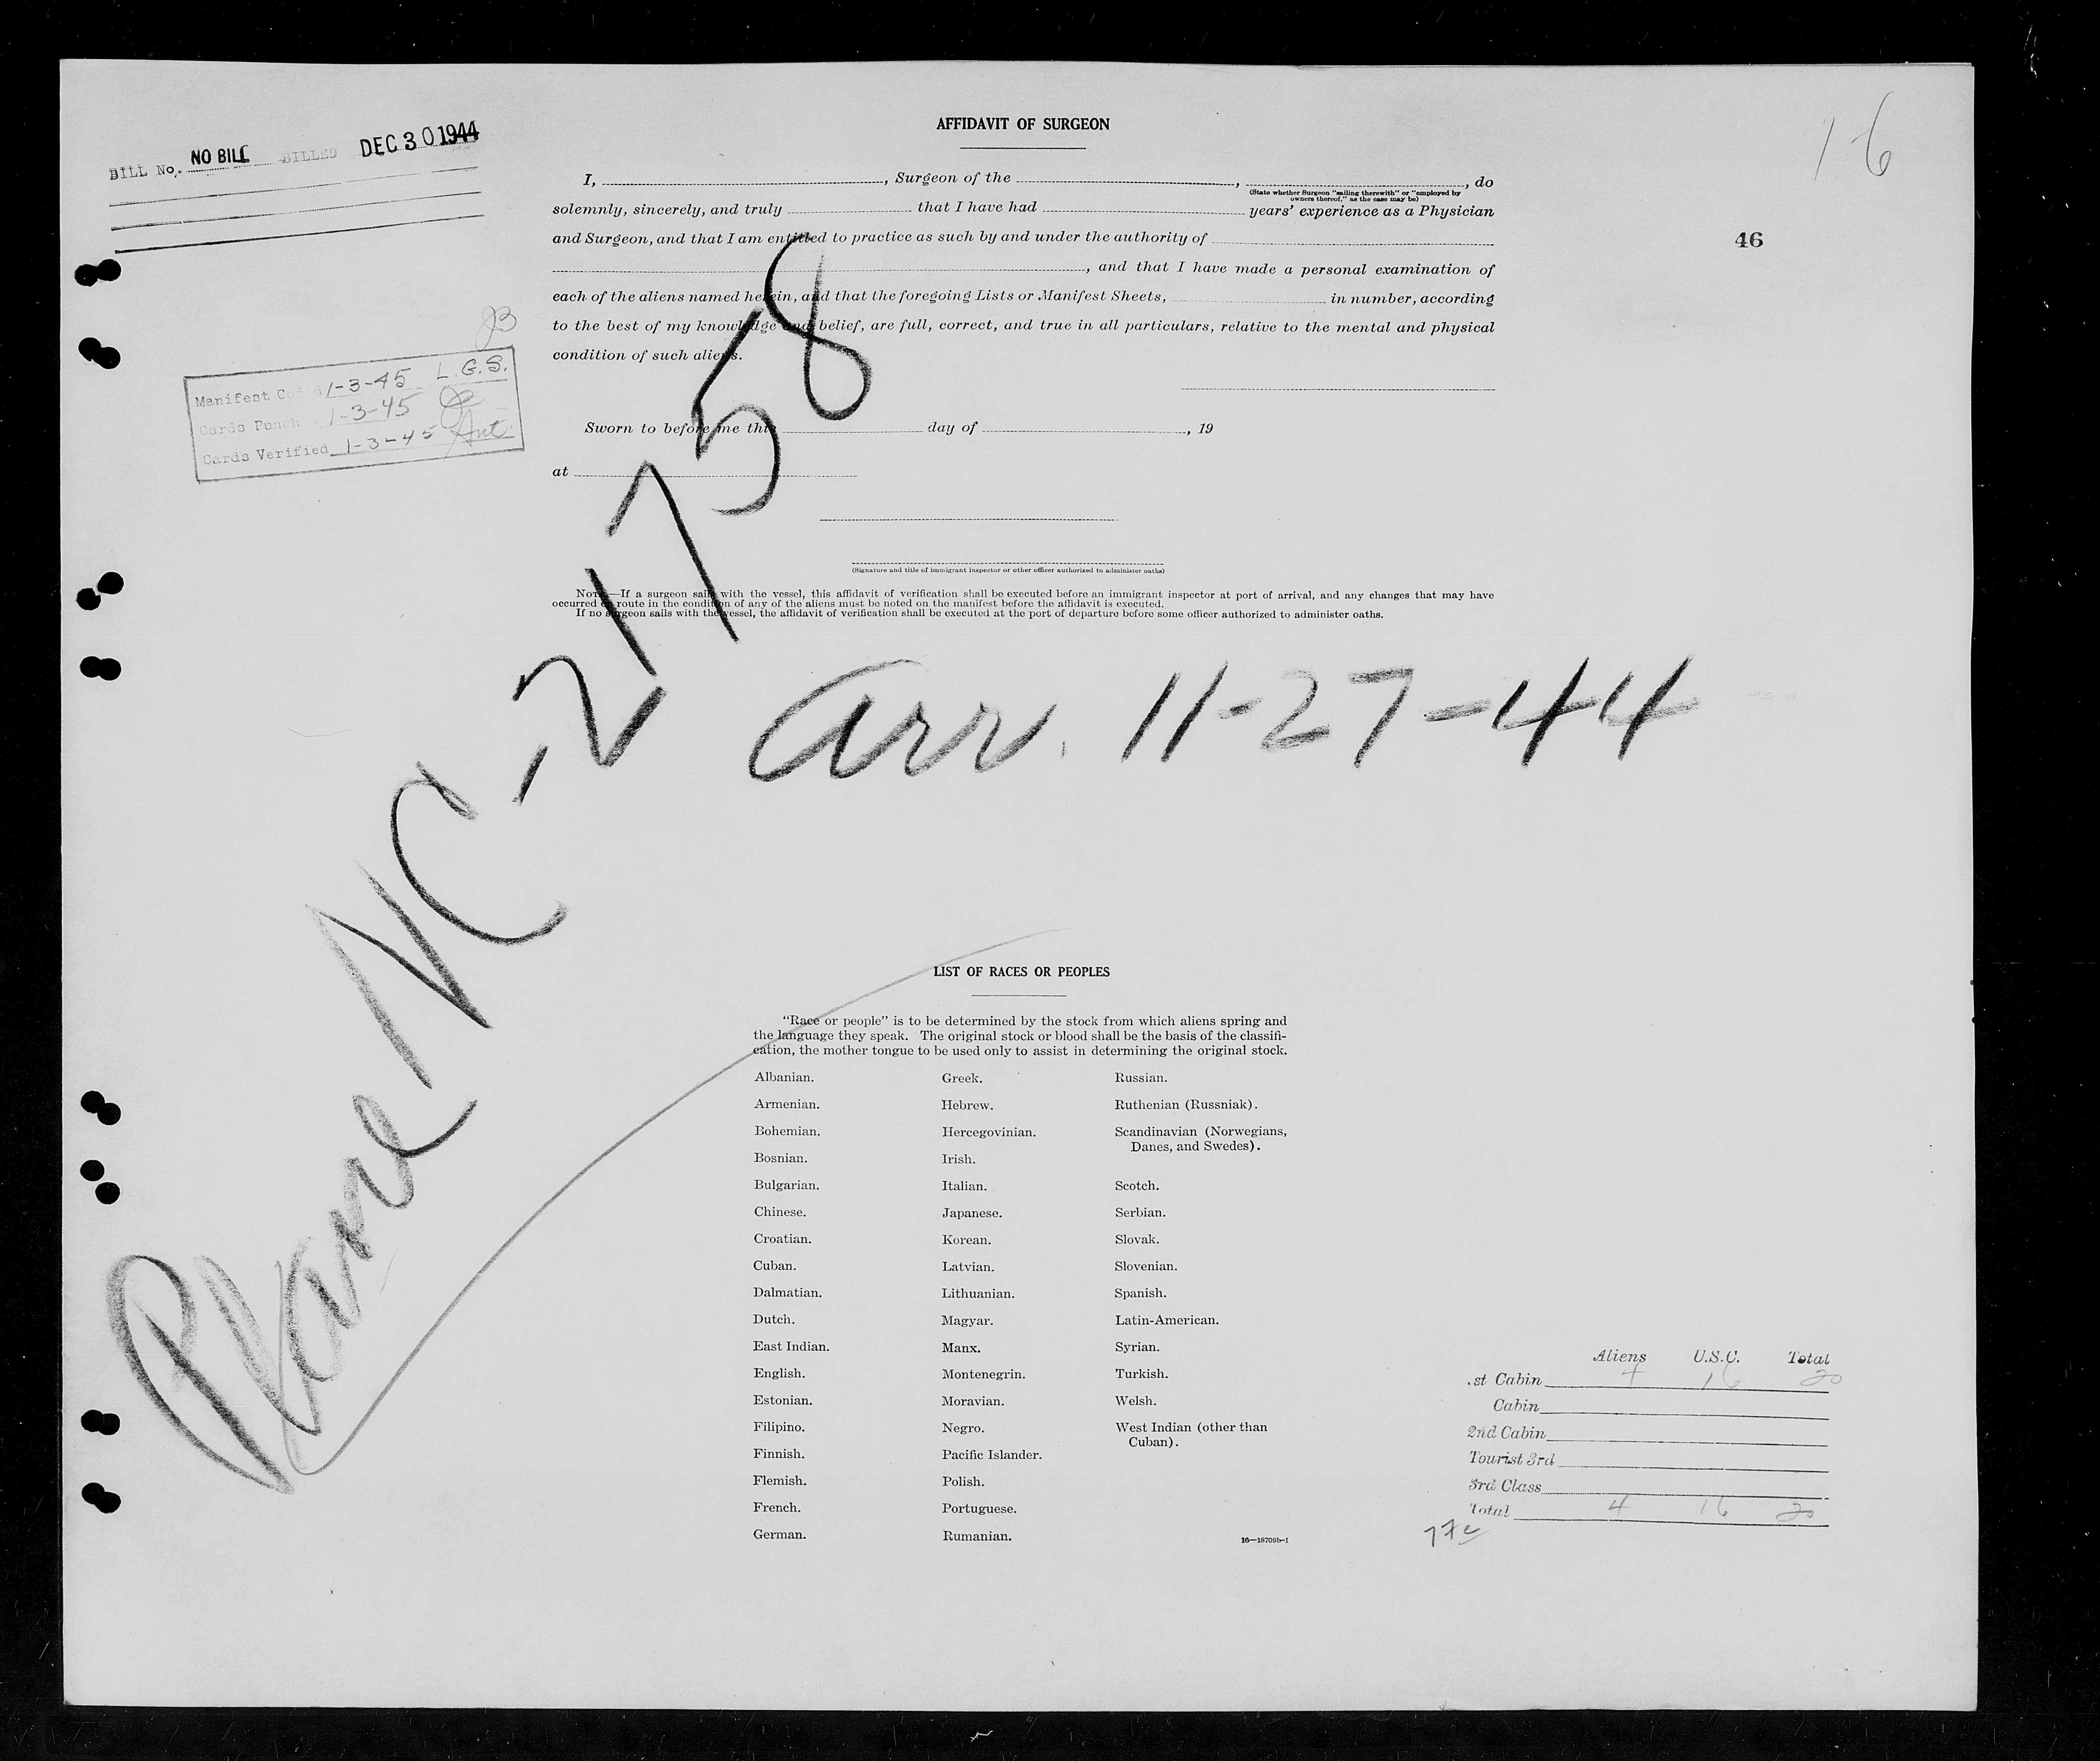 BILL No. NO BILL BILLED DEC 30 1944
16
46
AFFIDAVIT OF SURGEON
I, , Surgeon of the , , do
(State whether Surgeon "sailing therewith" or "employed by
owners thereof," as the case may be)
solemnly, sincerely, and truly that I have had years' experience as a Physician
and Surgeon, and that I am entitled to practice as such by and under the authority of
, and that I have made a personal examination of
each of the aliens named herein, and that the foregoing Lists or Manifest Sheets, in number, according
to the best of my knowledge and belief, are full, correct, and true in all particulars, relative to the mental and physical
condition of such aliens.
Manifest 1-3-45 L.G.S.
Cards Punch 1-3-45
Cards Verified 1-3-45
Sworn to before me this day of , 19
at
(Signature and title of immigrant inspector or other officer authorized to administer oaths)
NOTE.—If a surgeon sails with the vessel, this affidavit of verification shall be executed before an immigrant inspector at port of arrival, and any changes that may have
occurred en route in the condition of any of the aliens must be noted on the manifest before the affidavit is executed.
If no surgeon sails with the vessel, the affidavit of verification shall be executed at the port of departure before some officer authorized to administer oaths.
Plane NC-21758
arr. 11-27-44
LIST OF RACES OR PEOPLES
"Race or people" is to be determined by the stock from which aliens spring and
the language they speak. The original stock or blood shall be the basis of the classifi-
cation, the mother tongue to be used only to assist in determining the original stock.
Albanian. Greek. Russian.
Armenian. Hebrew. Ruthenian (Russniak).
Bohemian. Hercegovinian. Scandinavian (Norwegians,
Danes, and Swedes).
Bosnian. Irish.
Bulgarian. Italian. Scotch.
Chinese. Japanese. Serbian.
Croatian. Korean. Slovak.
Cuban. Latvian. Slovenian.
Dalmatian. Lithuanian. Spanish.
Dutch. Magyar. Latin-American.
East Indian. Manx. Syrian.
English. Montenegrin. Turkish.
Estonian. Moravian. Welsh.
Filipino. Negro. West Indian (other than
Cuban).
Finnish. Pacific Islander.
Flemish. Polish.
French. Portuguese.
German. Rumanian.
16—18709b-1
Aliens U.S.C. Total
.st Cabin 4 16 20
Cabin
2nd Cabin
Tourist 3rd
3rd Class
Total 4 16 20